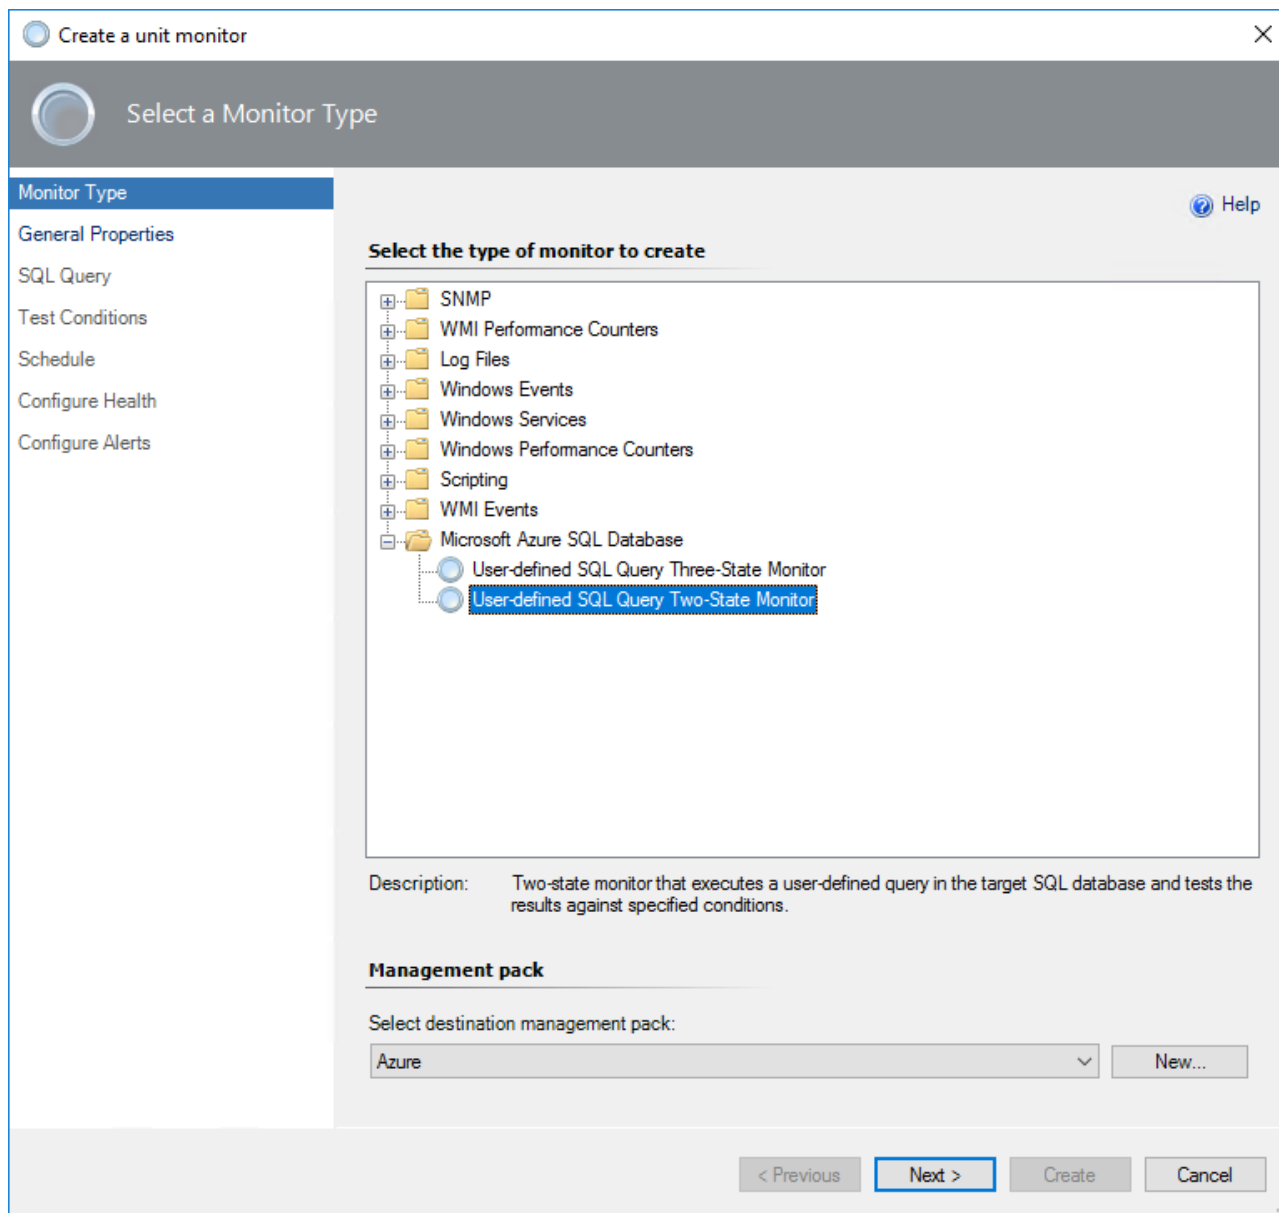 Create a unit monitor
Select a Monitor Type
Monitor Type
General Properties
SQL Query
Test Conditions
Schedule
Configure Health
Configure Alerts
Help
Select the type of monitor to create
SNMP
WMI Performance Counters
Log Files
Windows Events
Windows Services
Windows Performance Counters
Scripting
WMI Events
Microsoft Azure SQL Database
User-defined SQL Query Three-State Monitor
User-defined SQL Query Two-State Monitor
Description: Two-state monitor that executes a user-defined query in the target SQL database and tests the
results against specified conditions.
Management pack
Select destination management pack:
Azure
New...
< Previous
Next >
Create
Cancel